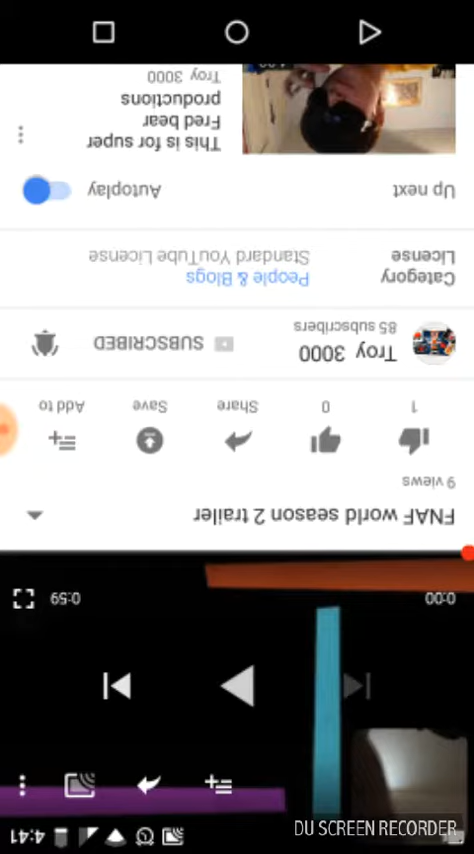 4:41
0:00
0:59
FNAF world season 2 trailer
9 views
1
0
Share
Save
Add to
Troy 3000
85 subscribers
SUBSCRIBED
Category
People & Blogs
License
Standard YouTube License
Up next
Autoplay
This is for super
Fred bear
productions
Troy 3000
DU SCREEN RECORDER